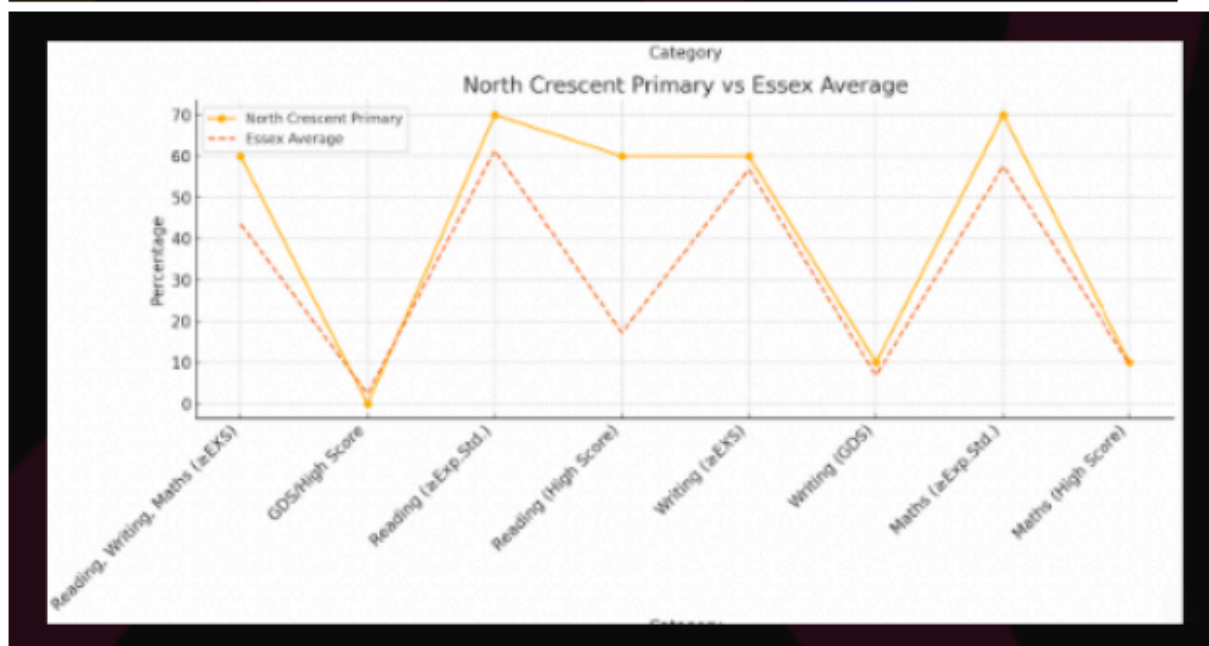 Category
North Crescent Primary vs Essex Average
North Crescent Primary
Essex Average
Percentage
70
60
50
40
30
20
10
0
Reading, Writing, Maths (≥EXS)
GDS/High Score
Reading (≥Exp.Std.)
Reading (High Score)
Writing (≥EXS)
Writing (GDS)
Maths (≥Exp.Std.)
Maths (High Score)